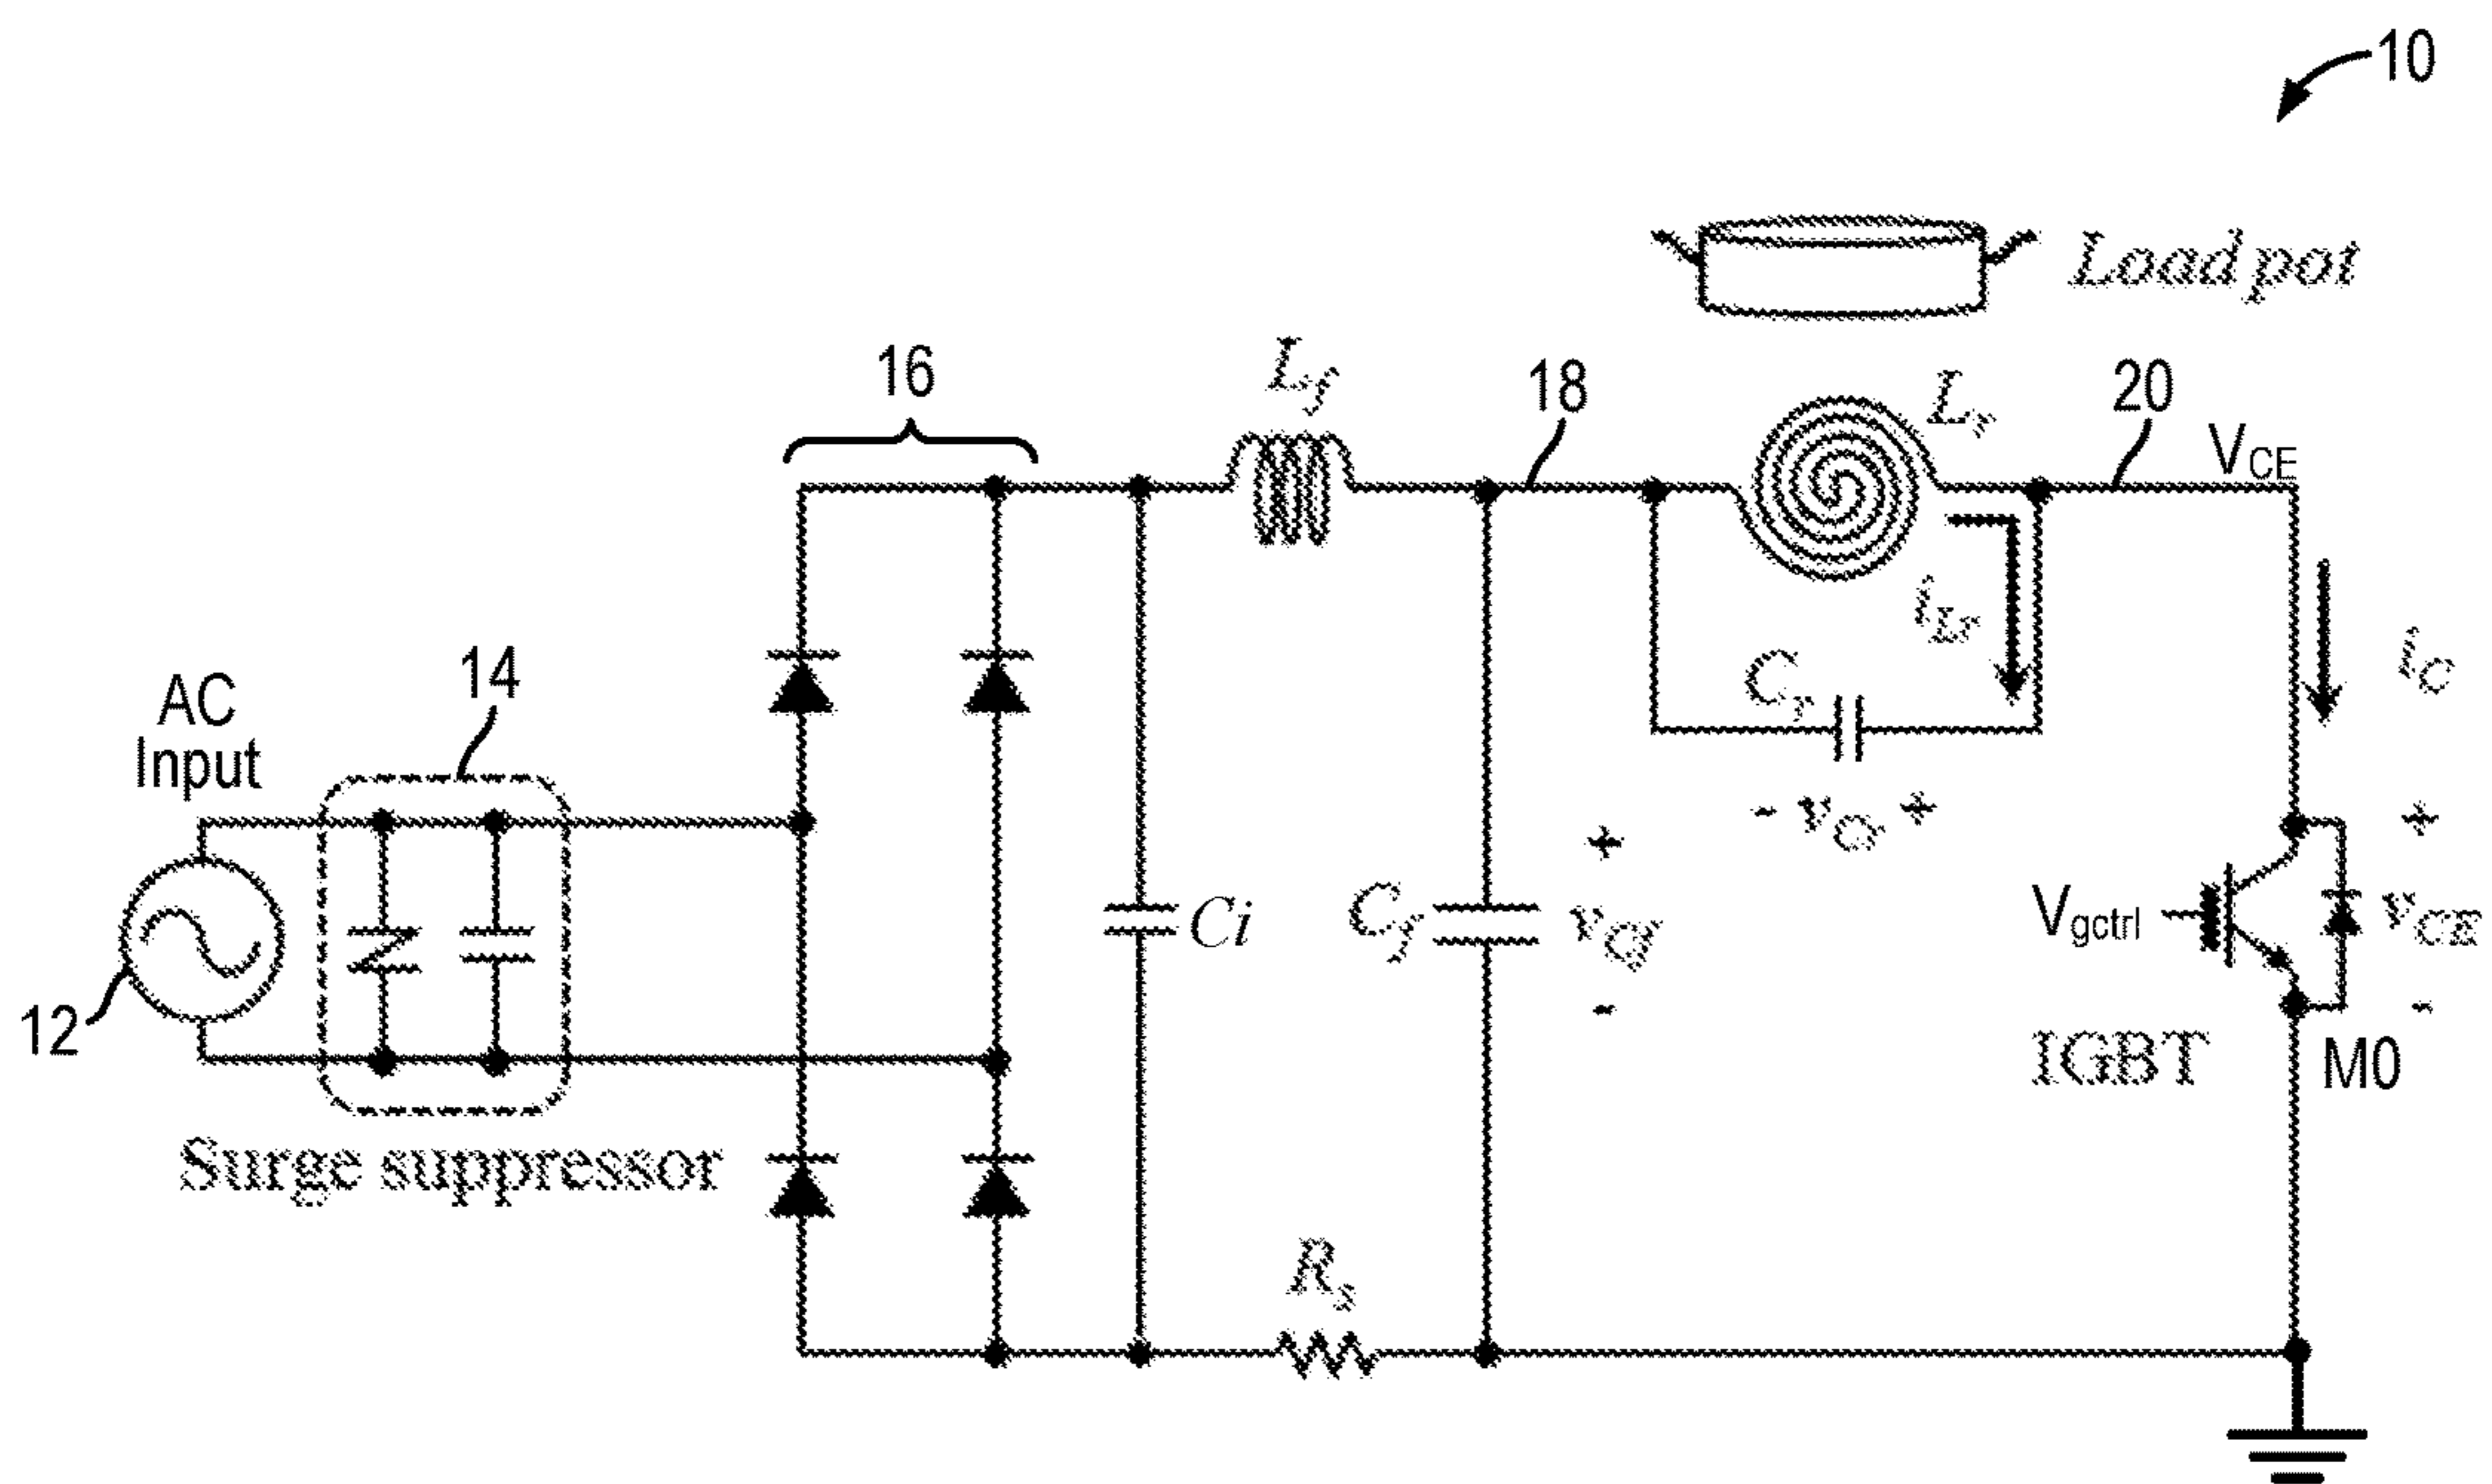 10
Load pot
16
Lf
18
Lr
20
VCE
iLr
iC
Cr
- vCr +
AC
Input
14
12
Surge suppressor
Ci
Cf
+
vCf
-
Vgctrl
+
vCE
-
IGBT
M0
Rs